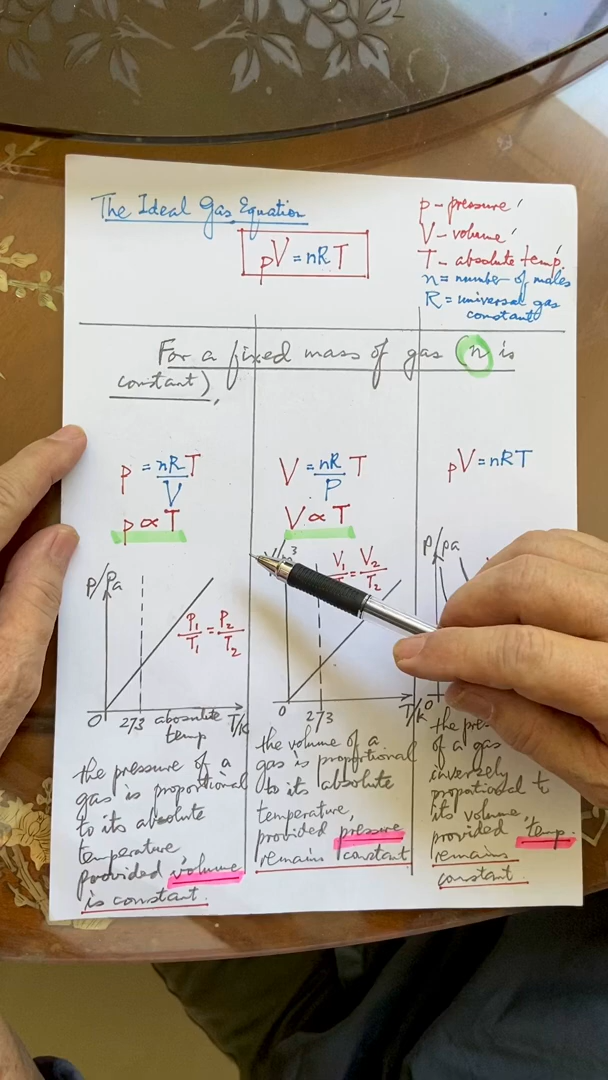 The Ideal Gas Equation
pV = nRT
p - pressure
V - volume
T - absolute temp.
n = number of moles
R = universal gas
constant
For a fixed mass of gas (n is
constant),
p = nR/V T
p ∝ T
P/Pa
P₁/T₁ = P₂/T₂
0 273 absolute T/K
temp
the pressure of a
gas is proportional
to its absolute
temperature
provided volume
is constant.
V = nR/P T
V ∝ T
V₁/T₁ = V₂/T₂
0 273 T/K
the volume of a
gas is proportional
to its absolute
temperature,
provided pressure
remains constant
pV = nRT
P/Pa
0
the
of a gas
inversely
its volume,
provided temp.
remains
constant.